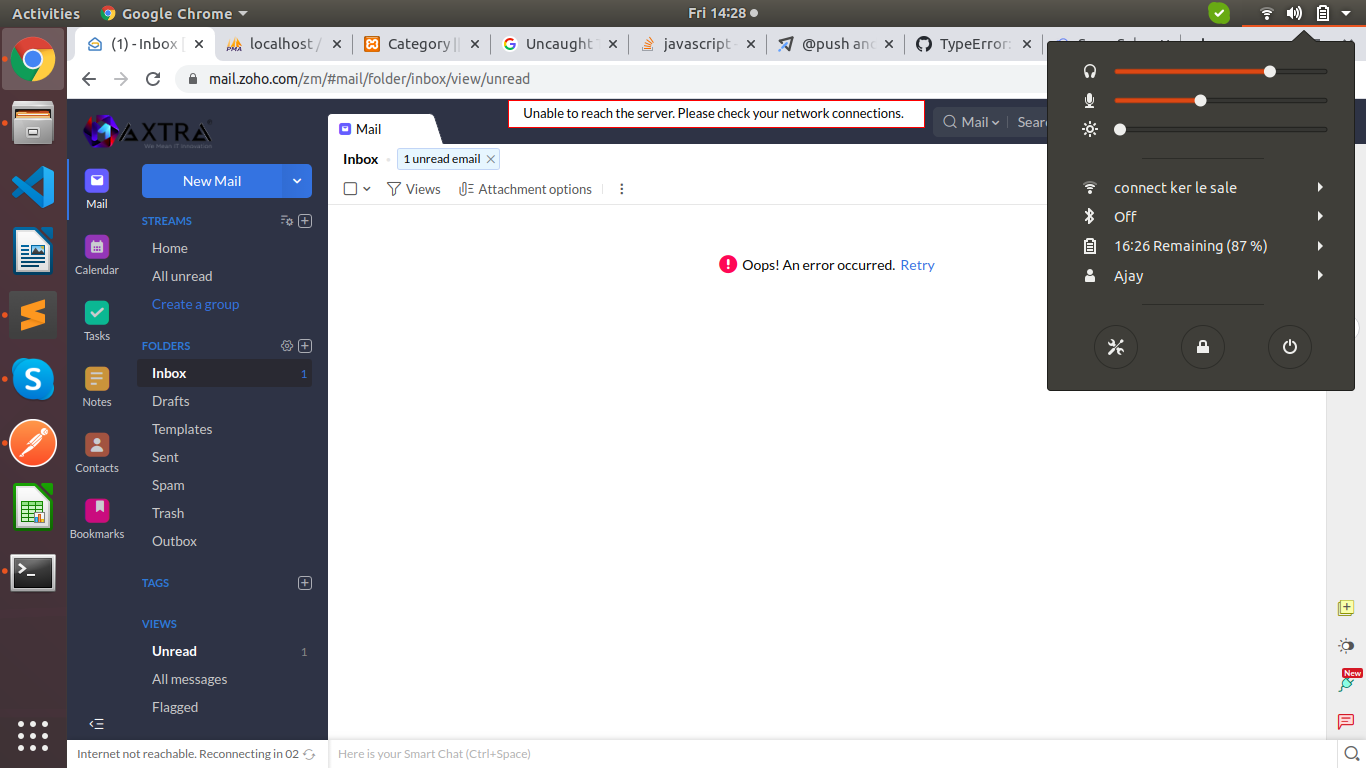 Activities
Google Chrome
Fri 14:28
(1) - Inbox [
localhost /
Category ||
Uncaught T
javascript -
@push and
TypeError:
mail.zoho.com/zm/#mail/folder/inbox/view/unread
AXTRA
We Mean IT Innovation
Unable to reach the server. Please check your network connections.
Mail
Mail
Sear
Inbox
1 unread email
Views
Attachment options
Oops! An error occurred. Retry
Mail
Calendar
Tasks
Notes
Contacts
Bookmarks
New Mail
STREAMS
Home
All unread
Create a group
FOLDERS
Inbox 1
Drafts
Templates
Sent
Spam
Trash
Outbox
TAGS
VIEWS
Unread 1
All messages
Flagged
connect ker le sale
Off
16:26 Remaining (87 %)
Ajay
New
Internet not reachable. Reconnecting in 02
Here is your Smart Chat (Ctrl+Space)